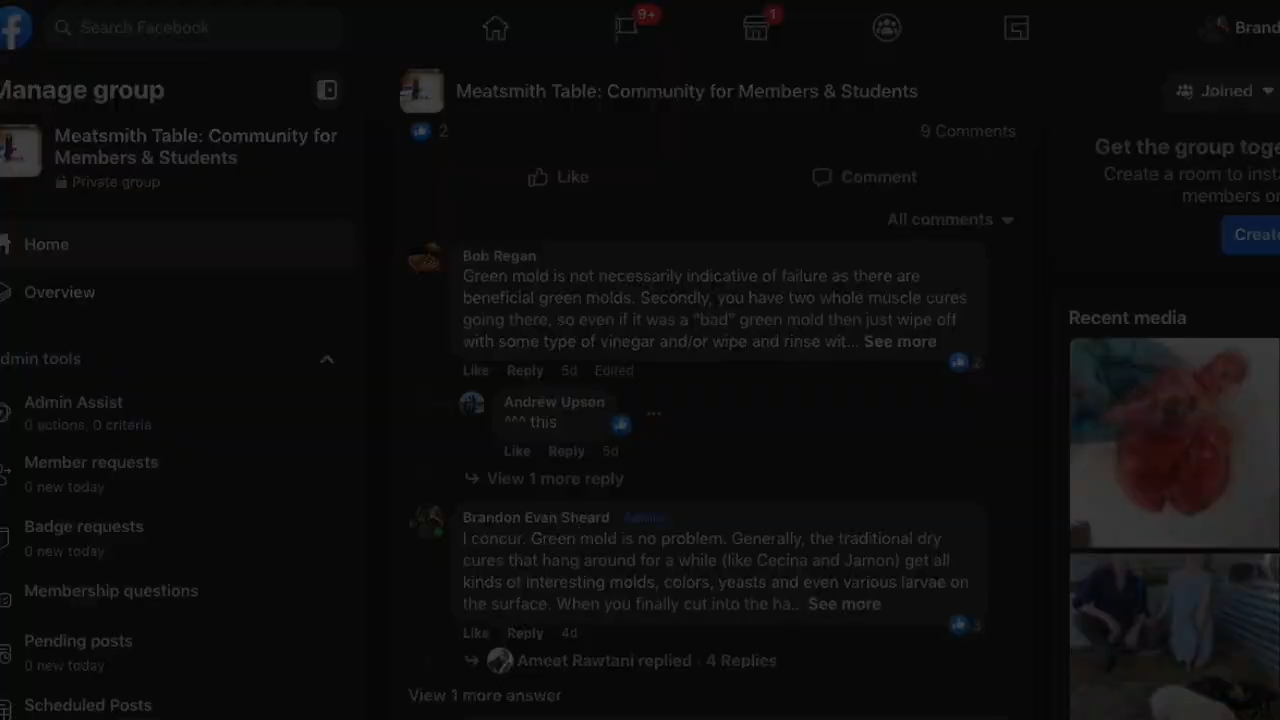 Search Facebook
9+
1
Brand
Manage group
Meatsmith Table: Community for
Members & Students
Private group
Home
Overview
dmin tools
Admin Assist
0 actions, 0 criteria
Member requests
0 new today
Badge requests
0 new today
Membership questions
Pending posts
0 new today
Scheduled Posts
Meatsmith Table: Community for Members & Students
Joined
2
9 Comments
Like
Comment
All comments
Bob Regan
Green mold is not necessarily indicative of failure as there are
beneficial green molds. Secondly, you have two whole muscle cures
going there, so even if it was a "bad" green mold then just wipe off
with some type of vinegar and/or wipe and rinse wit... See more
2
Like Reply 5d Edited
Andrew Upson
^^^ this
Like Reply 5d
View 1 more reply
Brandon Evan Sheard Admin
I concur. Green mold is no problem. Generally, the traditional dry
cures that hang around for a while (like Cecina and Jamon) get all
kinds of interesting molds, colors, yeasts and even various larvae on
the surface. When you finally cut into the ha... See more
3
Like Reply 4d
Ameet Rawtani replied · 4 Replies
View 1 more answer
Get the group toge
Create a room to inst
members or
Create
Recent media